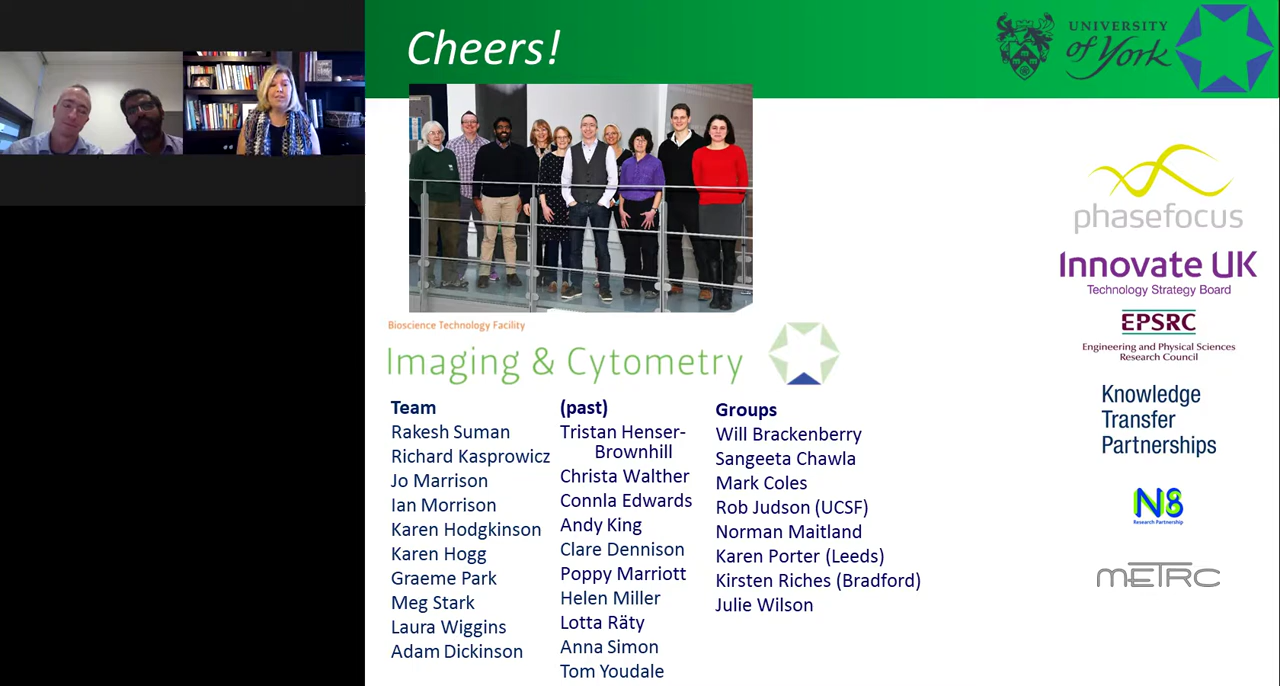 Cheers!
UNIVERSITY
of York
phasefocus
Innovate UK
Technology Strategy Board
EPSRC
Engineering and Physical Sciences
Research Council
Knowledge
Transfer
Partnerships
N8
Research Partnership
METRC
Bioscience Technology Facility
Imaging & Cytometry
Team
Rakesh Suman
Richard Kasprowicz
Jo Marrison
Ian Morrison
Karen Hodgkinson
Karen Hogg
Graeme Park
Meg Stark
Laura Wiggins
Adam Dickinson
(past)
Tristan Henser-
Brownhill
Christa Walther
Connla Edwards
Andy King
Clare Dennison
Poppy Marriott
Helen Miller
Lotta Räty
Anna Simon
Tom Youdale
Groups
Will Brackenberry
Sangeeta Chawla
Mark Coles
Rob Judson (UCSF)
Norman Maitland
Karen Porter (Leeds)
Kirsten Riches (Bradford)
Julie Wilson